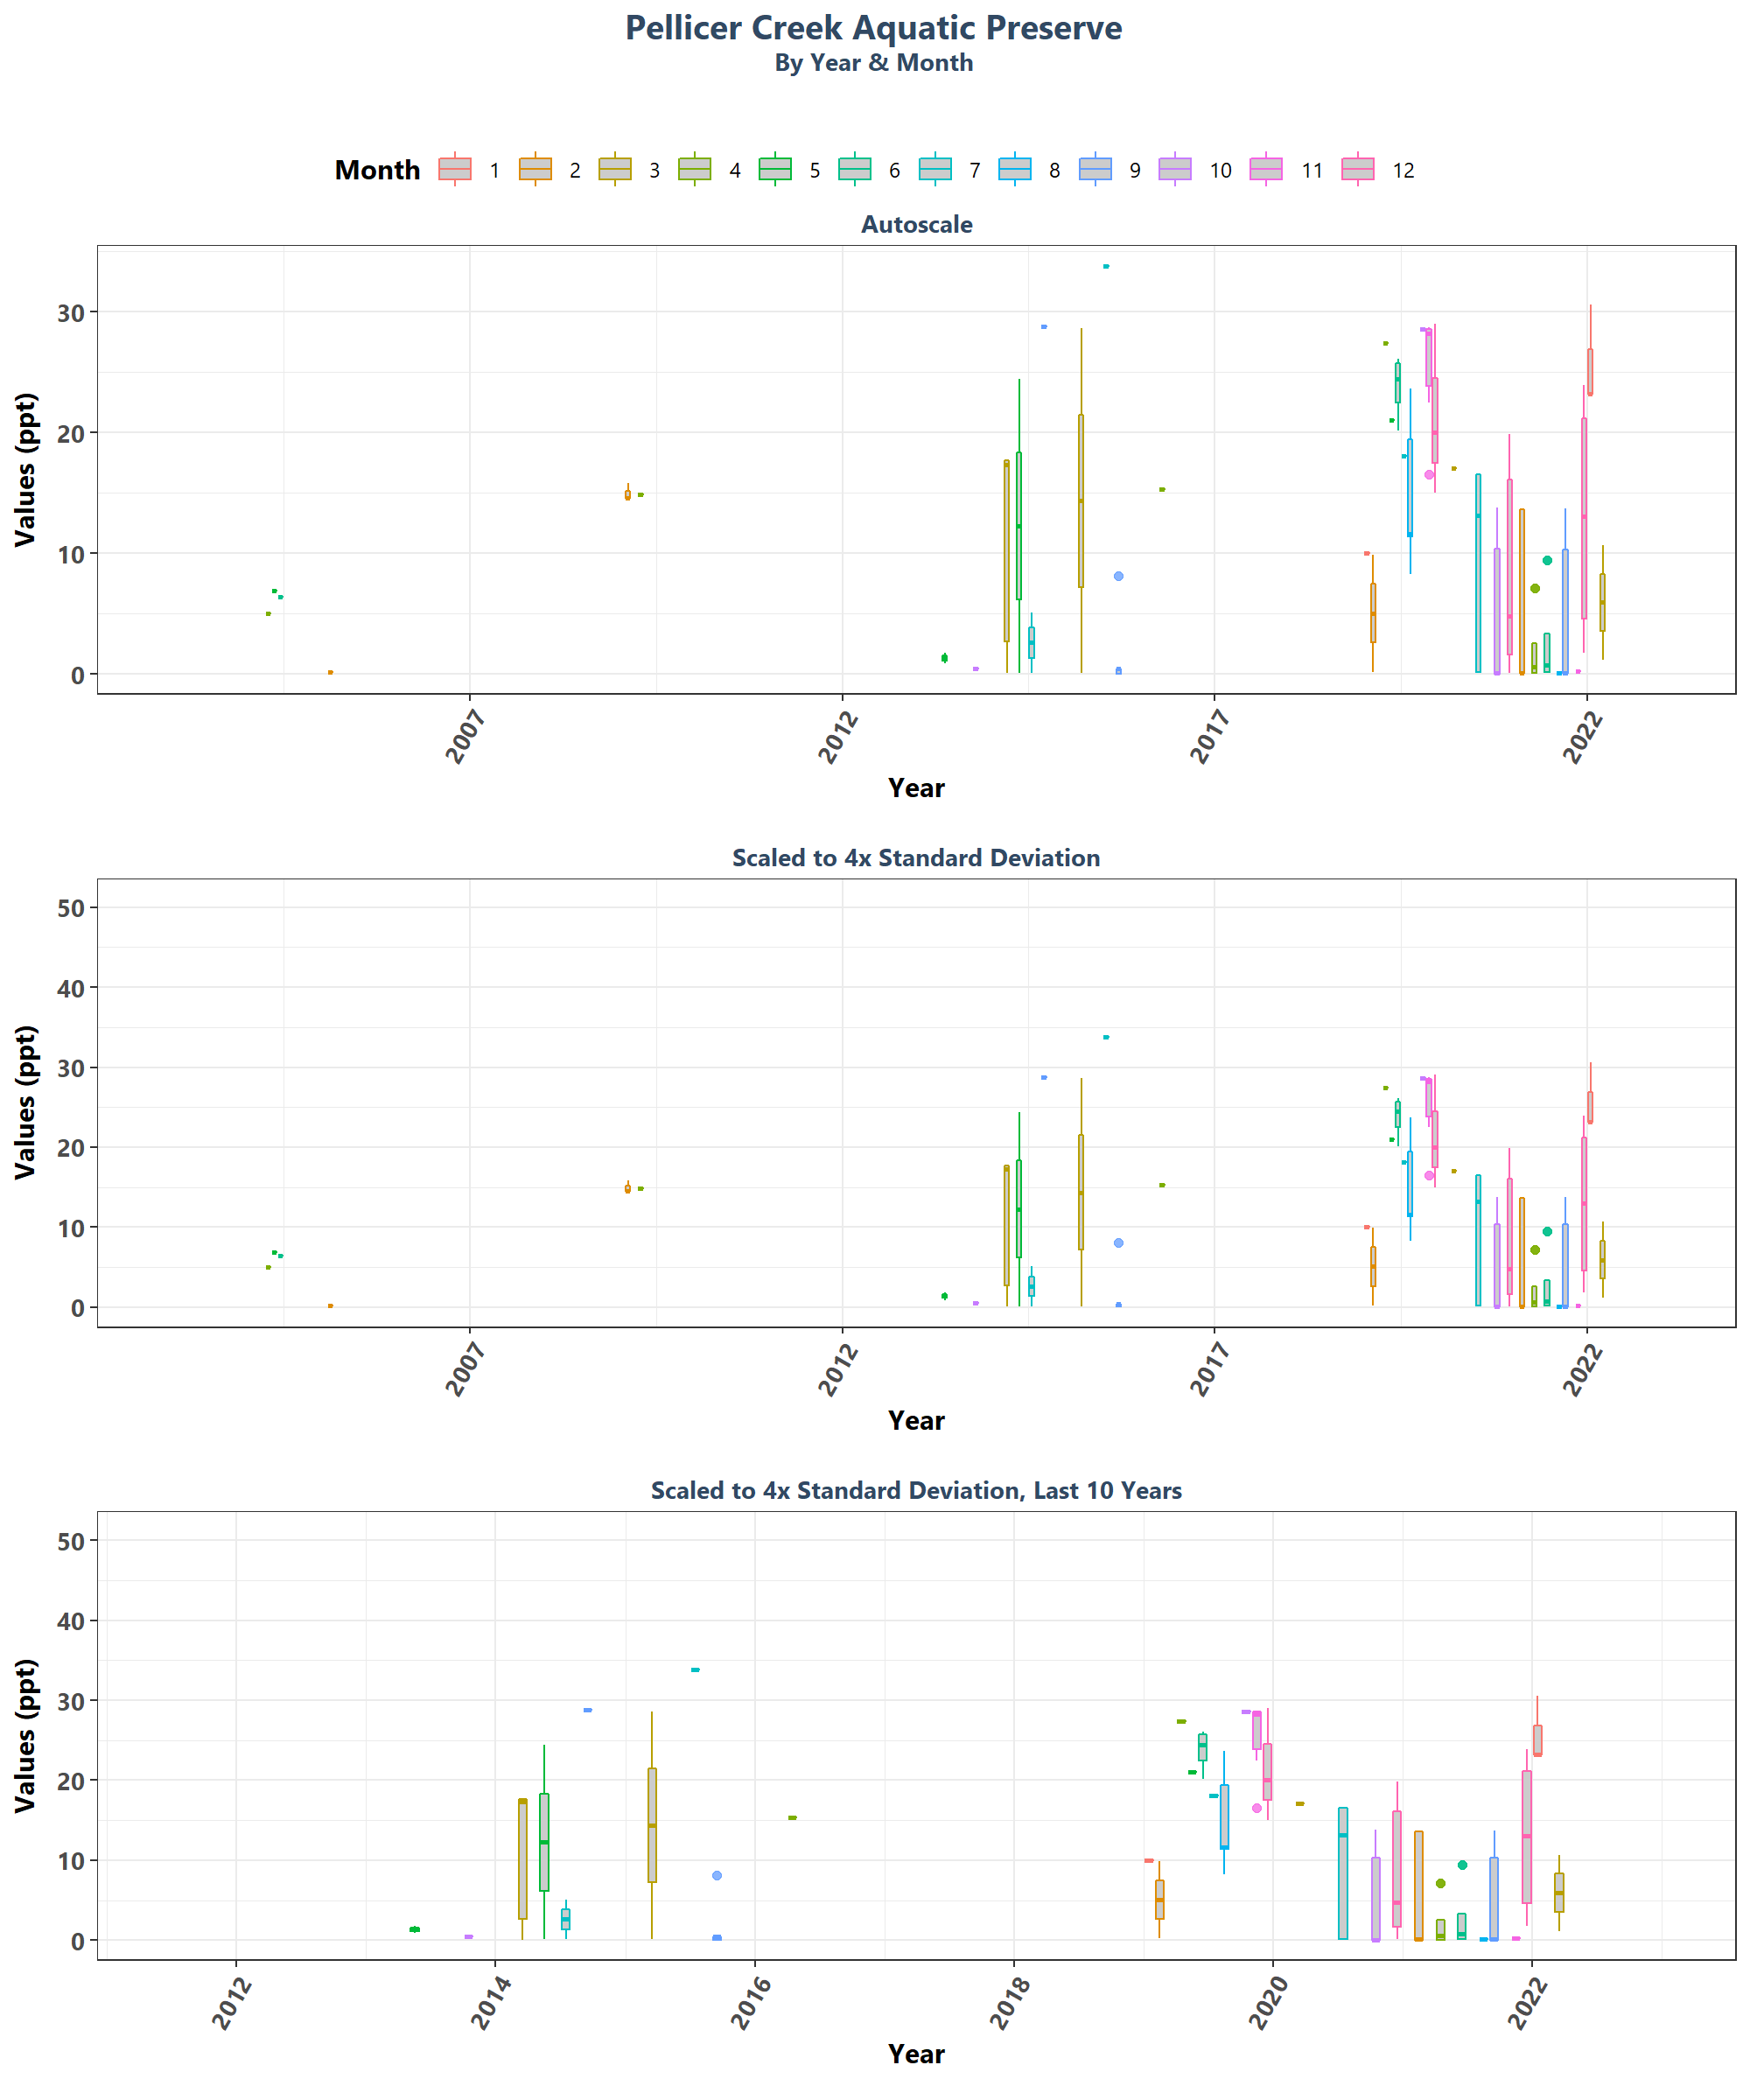 Pellicer Creek Aquatic Preserve
By Year & Month
Month 1 2 3 4 5 6 7 8 9 10 11 12
Autoscale
Values (ppt)
30
20
10
0
2007 2012 2017 2022
Year
Scaled to 4x Standard Deviation
Values (ppt)
50
40
30
20
10
0
2007 2012 2017 2022
Year
Scaled to 4x Standard Deviation, Last 10 Years
Values (ppt)
50
40
30
20
10
0
2012 2014 2016 2018 2020 2022
Year